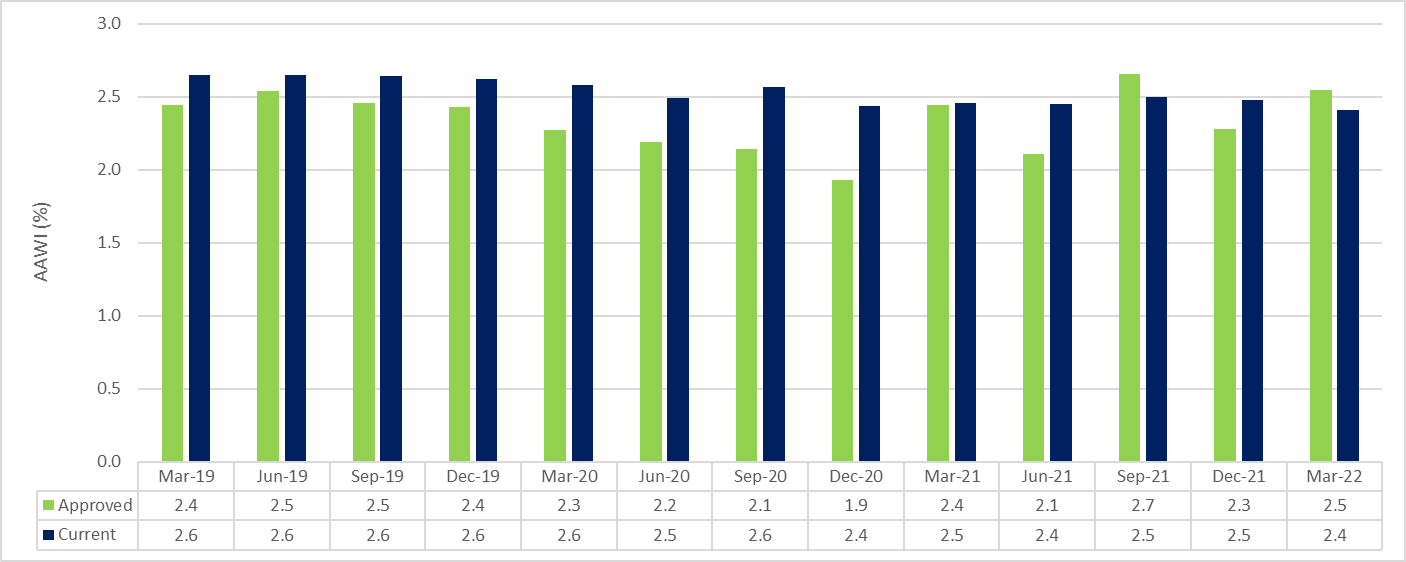 3.0
2.5
2.0
1.5
1.0
0.5
0.0
AAWI (%)
Mar-19 Jun-19 Sep-19 Dec-19 Mar-20 Jun-20 Sep-20 Dec-20 Mar-21 Jun-21 Sep-21 Dec-21 Mar-22
Approved 2.4 2.5 2.5 2.4 2.3 2.2 2.1 1.9 2.4 2.1 2.7 2.3 2.5
Current 2.6 2.6 2.6 2.6 2.6 2.5 2.6 2.4 2.5 2.4 2.5 2.5 2.4